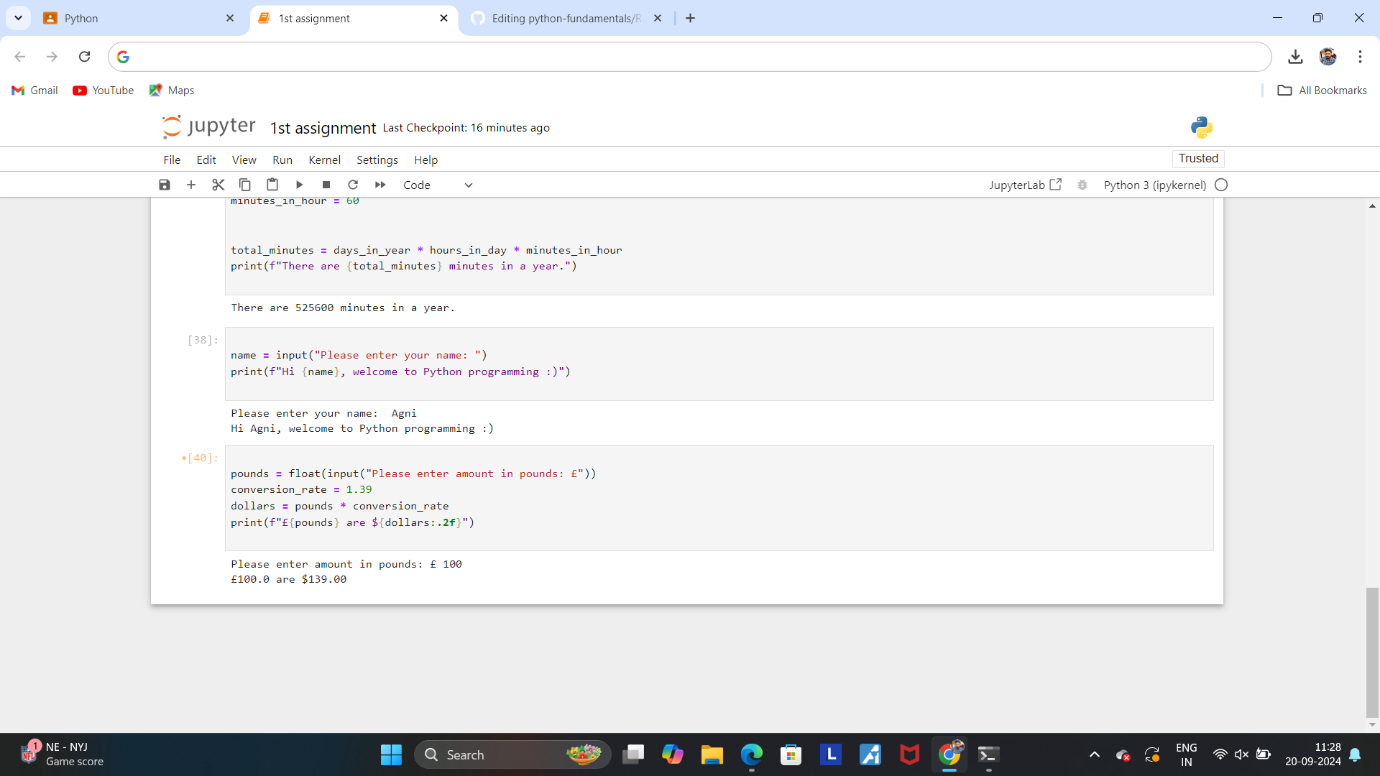 Python
1st assignment
Editing python-fundamentals/R
Gmail
YouTube
Maps
All Bookmarks
jupyter
1st assignment Last Checkpoint: 16 minutes ago
File Edit View Run Kernel Settings Help
Trusted
Code
JupyterLab
Python 3 (ipykernel)
minutes_in_hour = 60
total_minutes = days_in_year * hours_in_day * minutes_in_hour
print(f"There are {total_minutes} minutes in a year.")
There are 525600 minutes in a year.
[38]:
name = input("Please enter your name: ")
print(f"Hi {name}, welcome to Python programming :)")
Please enter your name:  Agni
Hi Agni, welcome to Python programming :)
•[40]:
pounds = float(input("Please enter amount in pounds: £"))
conversion_rate = 1.39
dollars = pounds * conversion_rate
print(f"£{pounds} are ${dollars:.2f}")
Please enter amount in pounds: £ 100
£100.0 are $139.00
1
NE - NYJ
Game score
Search
L
ENG
IN
11:28
20-09-2024